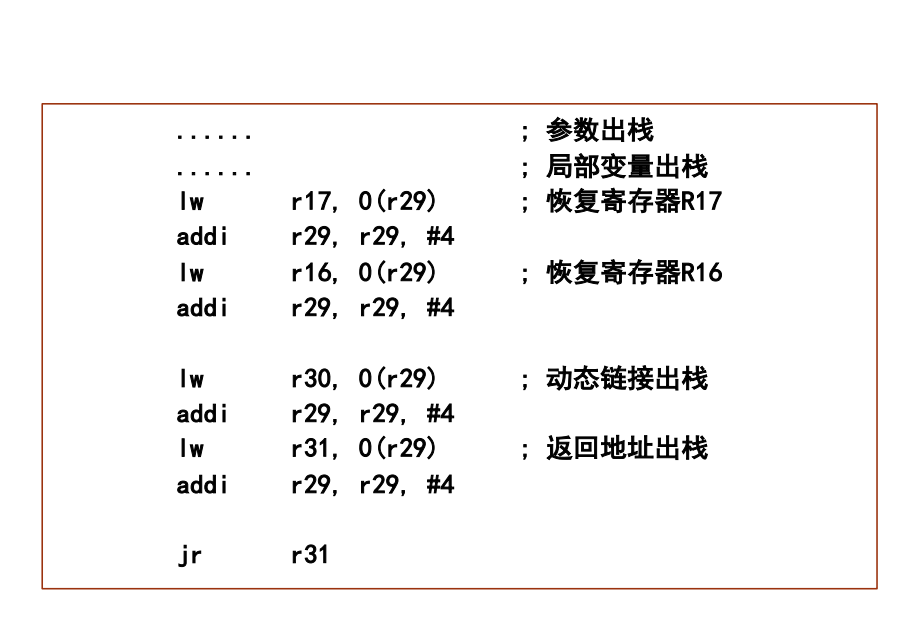 ...... ; 参数出栈
...... ; 局部变量出栈
lw r17, 0(r29) ; 恢复寄存器R17
addi r29, r29, #4
lw r16, 0(r29) ; 恢复寄存器R16
addi r29, r29, #4
lw r30, 0(r29) ; 动态链接出栈
addi r29, r29, #4
lw r31, 0(r29) ; 返回地址出栈
addi r29, r29, #4
jr r31